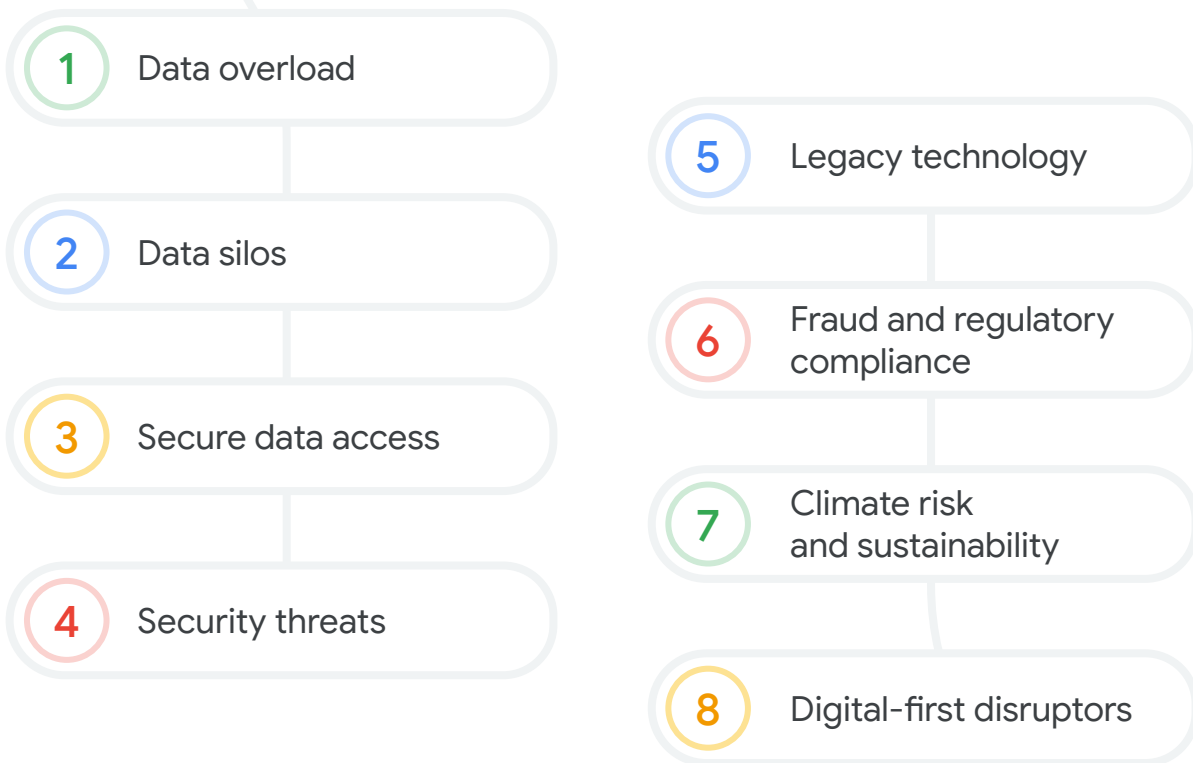 1 Data overload
2 Data silos
3 Secure data access
4 Security threats
5 Legacy technology
6 Fraud and regulatory
compliance
7 Climate risk
and sustainability
8 Digital-first disruptors